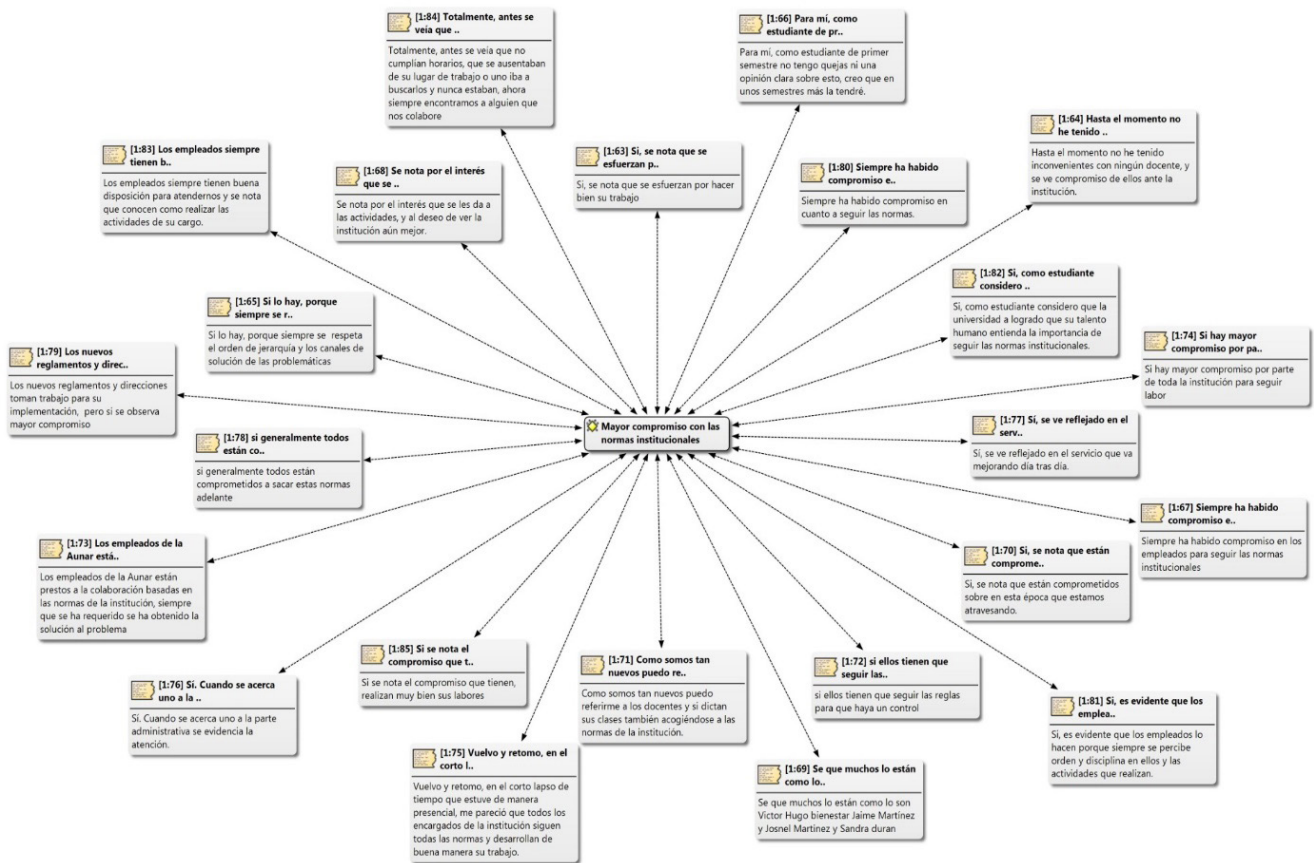 [1:84] Totalmente, antes se
veía que ..
Totalmente, antes se veía que no
cumplían horarios, que se ausentaban
de su lugar de trabajo o uno iba a
buscarlos y nunca estaban, ahora
siempre encontramos a alguien que
nos colabore
[1:66] Para mí, como
estudiante de pr..
Para mí, como estudiante de primer
semestre no tengo quejas ni una
opinión clara sobre esto, creo que en
unos semestres más la tendré.
[1:64] Hasta el momento no
he tenido ..
Hasta el momento no he tenido
inconvenientes con ningún docente, y
se ve compromiso de ellos ante la
institución.
[1:83] Los empleados siempre
tienen b..
Los empleados siempre tienen buena
disposición para atendernos y se nota
que conocen como realizar las
actividades de su cargo.
[1:68] Se nota por el interés
que se ..
Se nota por el interés que se les da a
las actividades, y al deseo de ver la
institución aún mejor.
[1:63] Si, se nota que se
esfuerzan p..
Si, se nota que se esfuerzan por hacer
bien su trabajo
[1:80] Siempre ha habido
compromiso e..
Siempre ha habido compromiso en
cuanto a seguir las normas.
[1:82] Si, como estudiante
considero ..
Si, como estudiante considero que la
universidad a logrado que su talento
humano entienda la importancia de
seguir las normas institucionales.
[1:65] Si lo hay, porque
siempre se r..
Si lo hay, porque siempre se respeta
el orden de jerarquía y los canales de
solución de las problemáticas
[1:74] Si hay mayor
compromiso por pa..
Si hay mayor compromiso por parte
de toda la institución para seguir
labor
[1:79] Los nuevos
reglamentos y direc..
Los nuevos reglamentos y direcciones
toman trabajo para su
implementación, pero si se observa
mayor compromiso
Mayor compromiso con las
normas institucionales
[1:77] Sí, se ve reflejado en el
serv..
Sí, se ve reflejado en el servicio que va
mejorando día tras día.
[1:78] si generalmente todos
están co..
si generalmente todos están
comprometidos a sacar estas normas
adelante
[1:67] Siempre ha habido
compromiso e..
Siempre ha habido compromiso en los
empleados para seguir las normas
institucionales
[1:73] Los empleados de la
Aunar está..
Los empleados de la Aunar están
prestos a la colaboración basadas en
las normas de la institución, siempre
que se ha requerido se ha obtenido la
solución al problema
[1:70] Si, se nota que están
comprome..
Si, se nota que están comprometidos
sobre en esta época que estamos
atravesando.
[1:85] Si se nota el
compromiso que t..
Si se nota el compromiso que tienen,
realizan muy bien sus labores
[1:71] Como somos tan
nuevos puedo re..
Como somos tan nuevos puedo
referirme a los docentes y si dictan
sus clases también acogiéndose a las
normas de la institución.
[1:72] si ellos tienen que
seguir las..
si ellos tienen que seguir las reglas
para que haya un control
[1:76] Sí. Cuando se acerca
uno a la ..
Sí. Cuando se acerca uno a la parte
administrativa se evidencia la
atención.
[1:81] Si, es evidente que los
emplea..
Si, es evidente que los empleados lo
hacen porque siempre se percibe
orden y disciplina en ellos y las
actividades que realizan.
[1:75] Vuelvo y retomo, en el
corto l..
Vuelvo y retomo, en el corto lapso de
tiempo que estuve de manera
presencial, me pareció que todos los
encargados de la institución siguen
todas las normas y desarrollan de
buena manera su trabajo.
[1:69] Se que muchos lo están
como lo..
Se que muchos lo están como lo son
Victor Hugo bienestar Jaime Martínez
y Josnel Martínez y Sandra duran